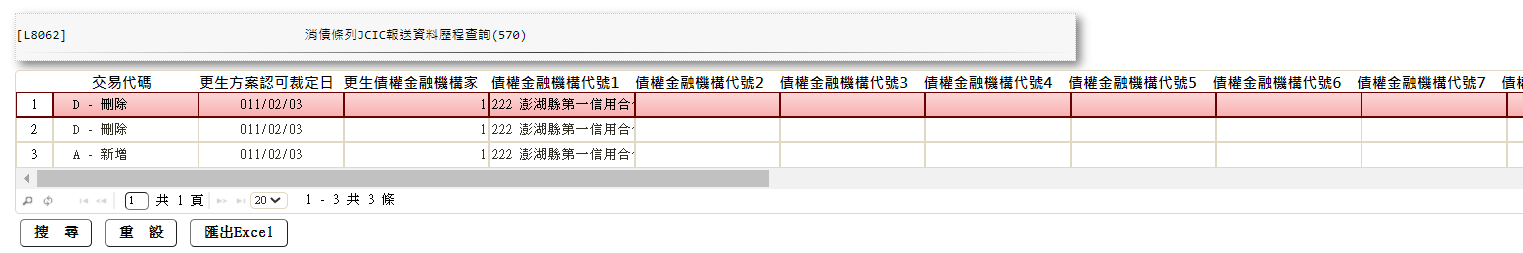 [L8062] 消債條列JCIC報送資料歷程查詢(570)
交易代碼 更生方案認可裁定日 更生債權金融機構家 債權金融機構代號1 債權金融機構代號2 債權金融機構代號3 債權金融機構代號4 債權金融機構代號5 債權金融機構代號6 債權金融機構代號7
1 D - 刪除 011/02/03 1 222 澎湖縣第一信用合
2 D - 刪除 011/02/03 1 222 澎湖縣第一信用合
3 A - 新增 011/02/03 1 222 澎湖縣第一信用合
1 共 1 頁 20 1 - 3 共 3 條
搜 尋 重 設 匯出Excel